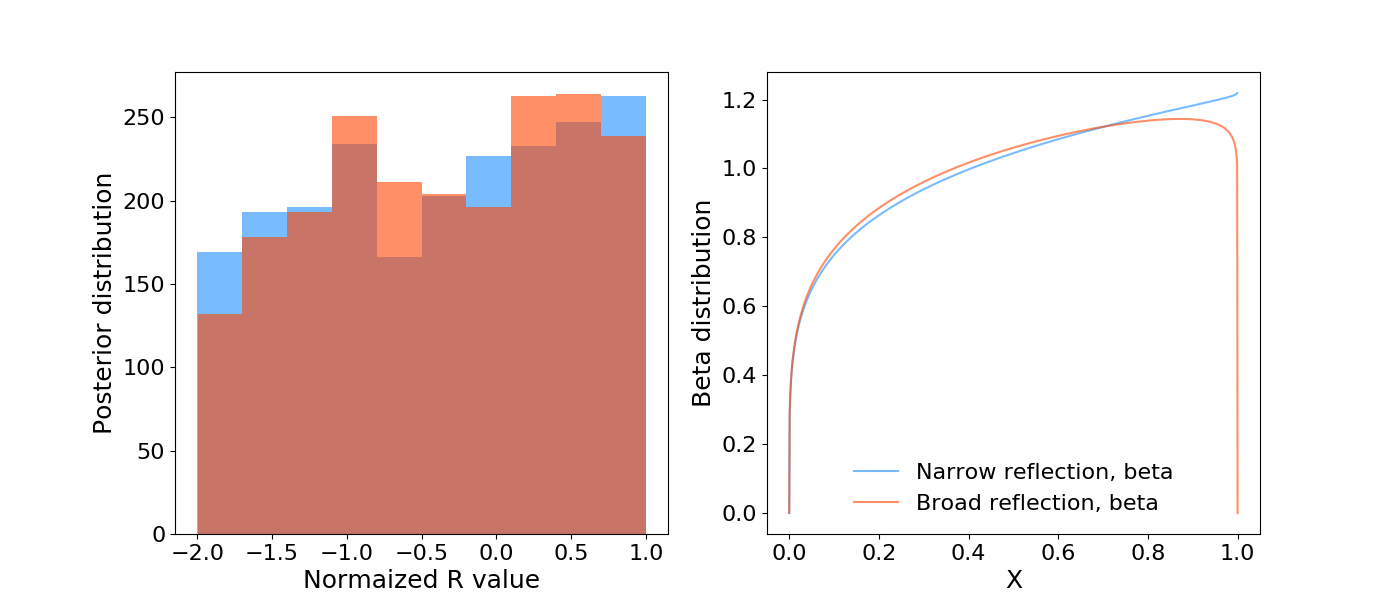 Posterior distribution
250
200
150
100
50
0
−2.0 −1.5 −1.0 −0.5 0.0 0.5 1.0
Normaized R value
Beta distribution
1.2
1.0
0.8
0.6
0.4
0.2
0.0
Narrow reflection, beta
Broad reflection, beta
0.0 0.2 0.4 0.6 0.8 1.0
X